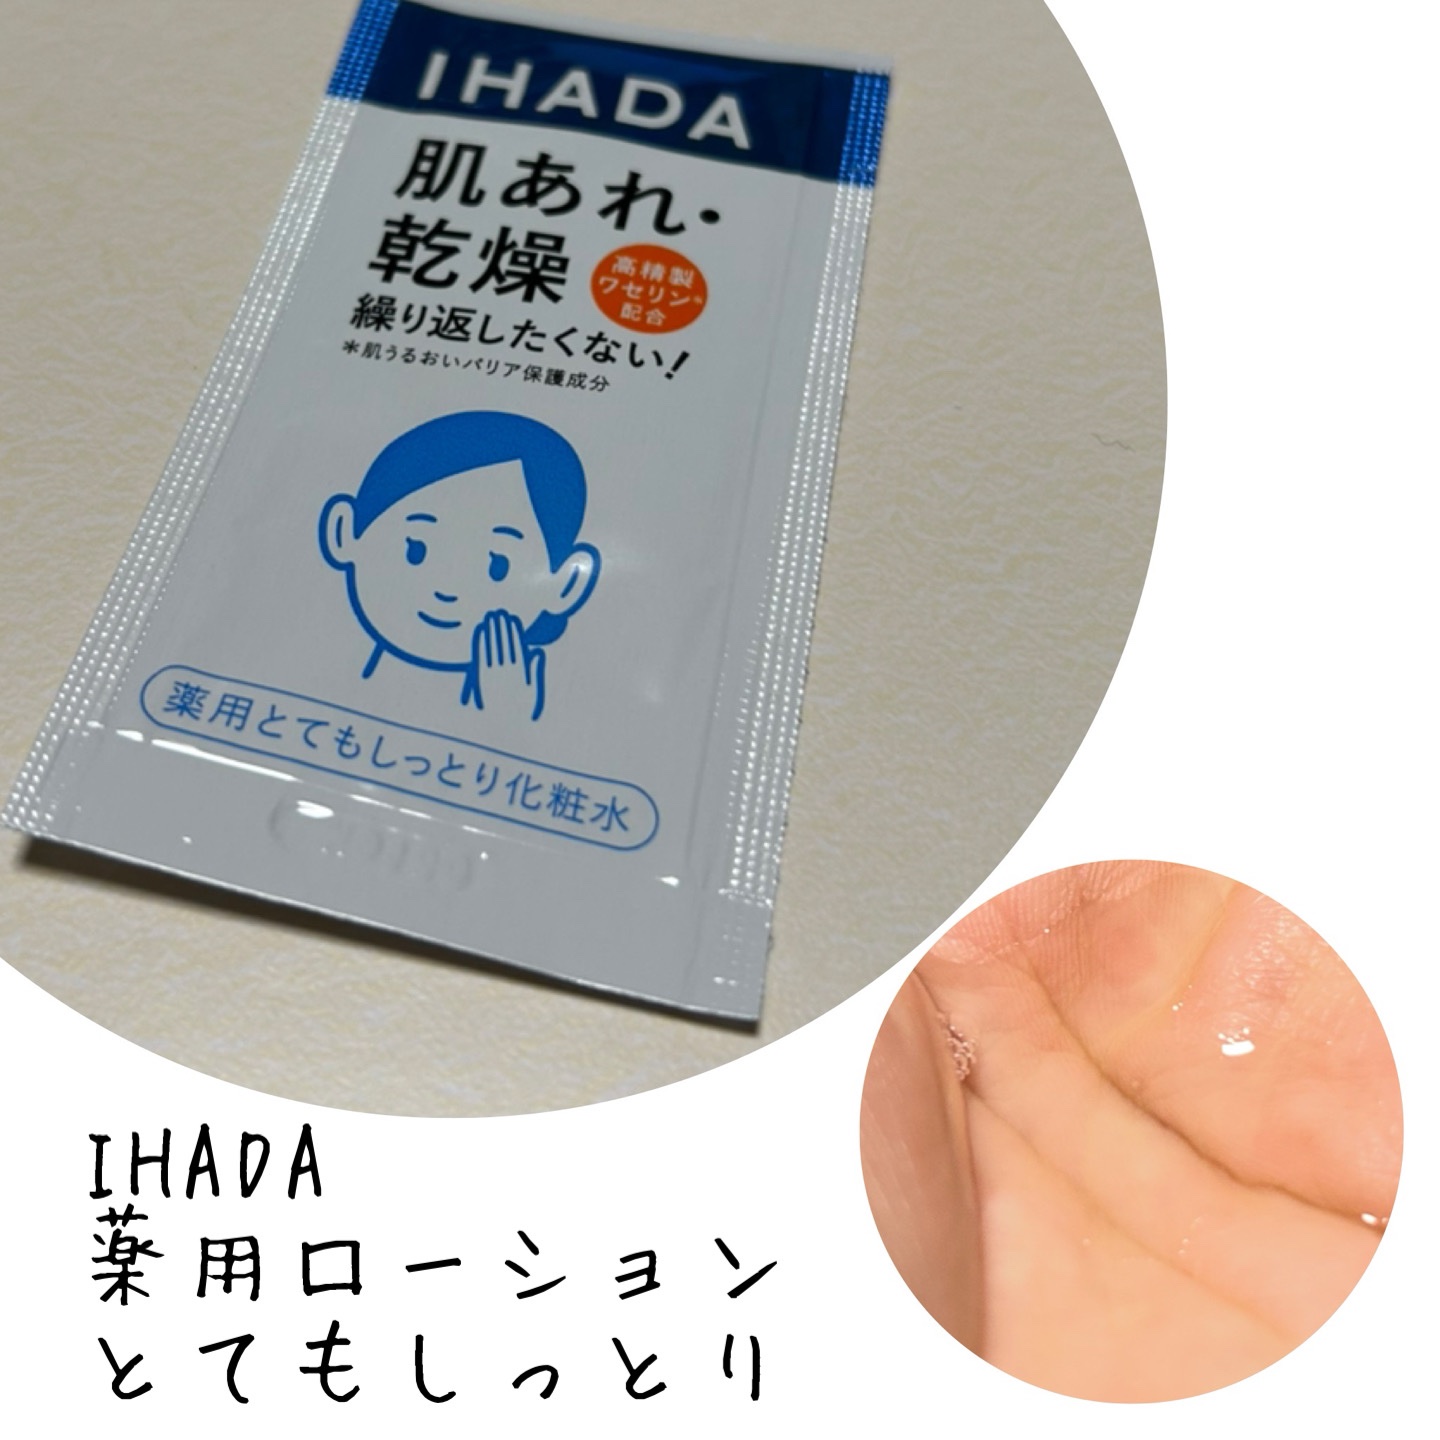 IHADA
肌あれ・
乾燥
高精製
ワセリン*
配合
繰り返したくない!
*肌うるおいバリア保護成分
薬用とてもしっとり化粧水
IHADA
薬用ローション
とてもしっとり